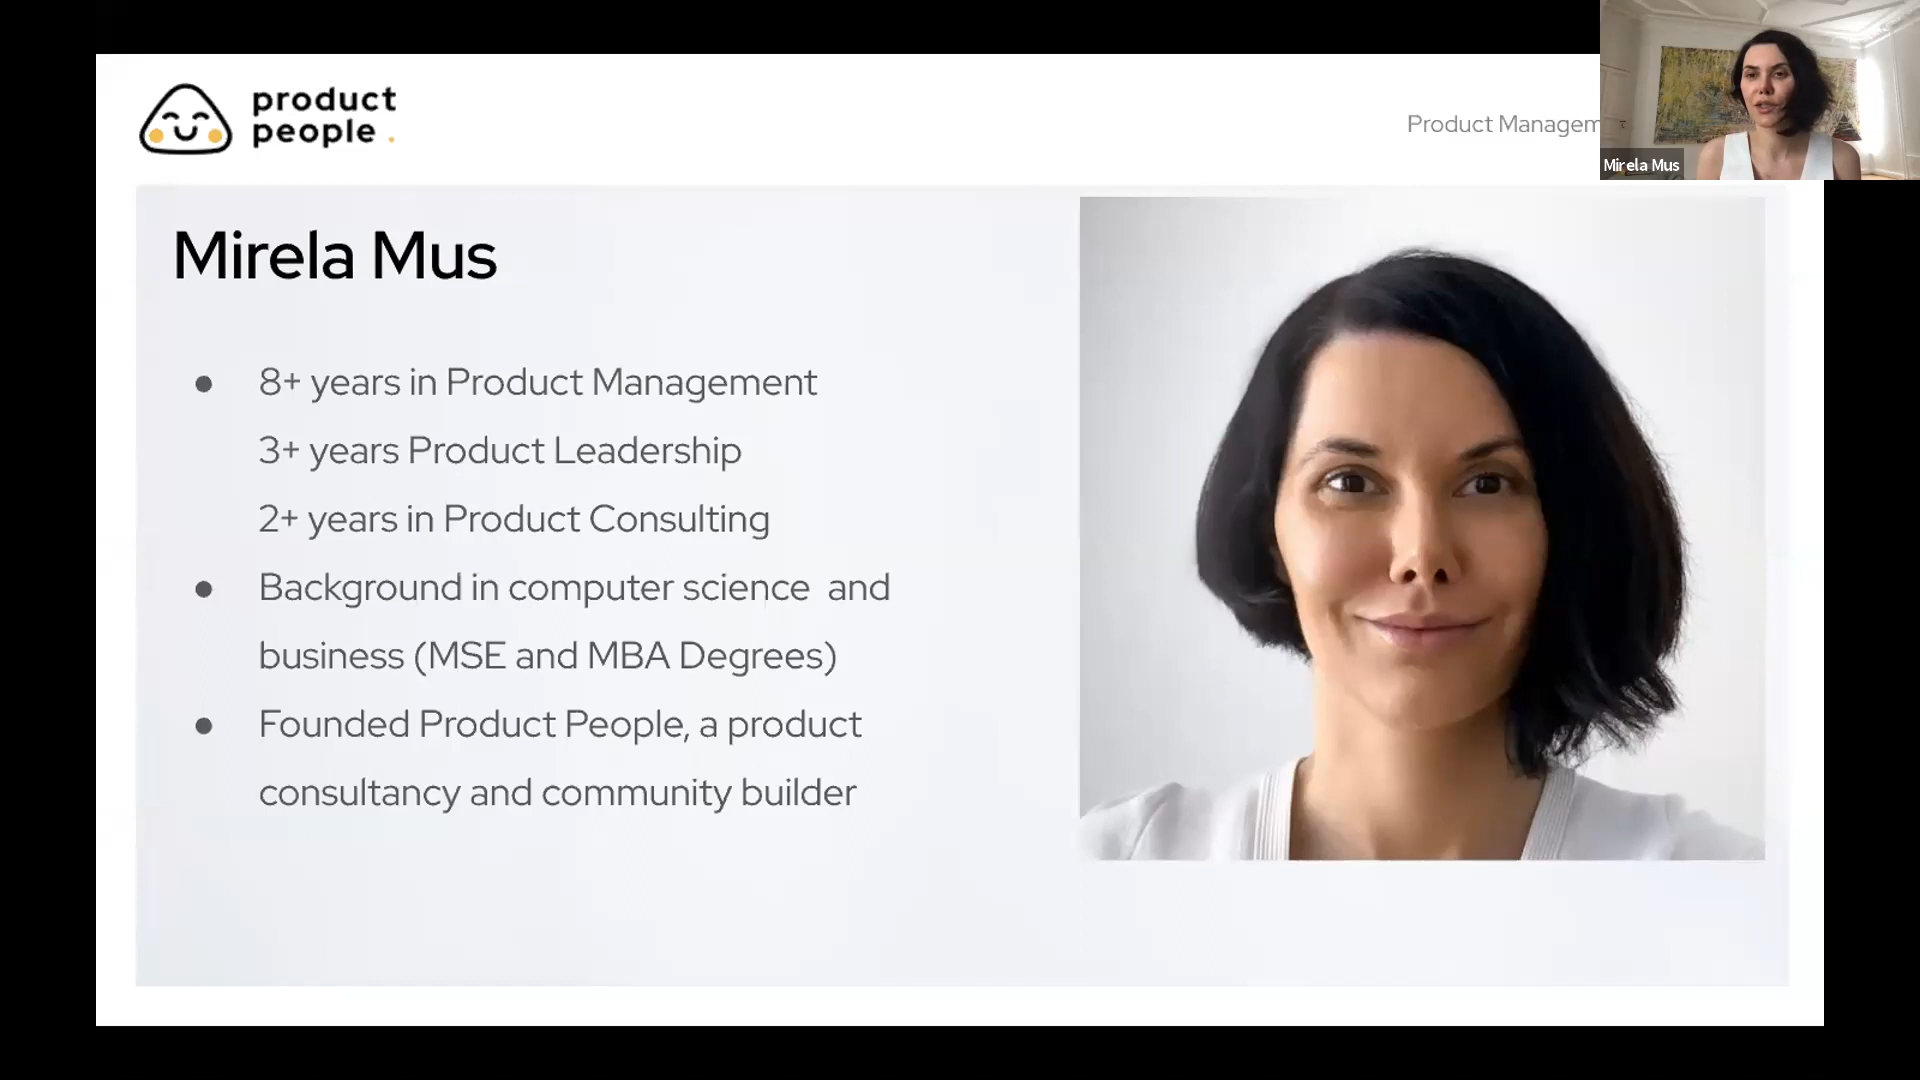 product
people .
Product Managem
Mirela Mus
Mirela Mus
● 8+ years in Product Management
3+ years Product Leadership
2+ years in Product Consulting
● Background in computer science and
business (MSE and MBA Degrees)
● Founded Product People, a product
consultancy and community builder